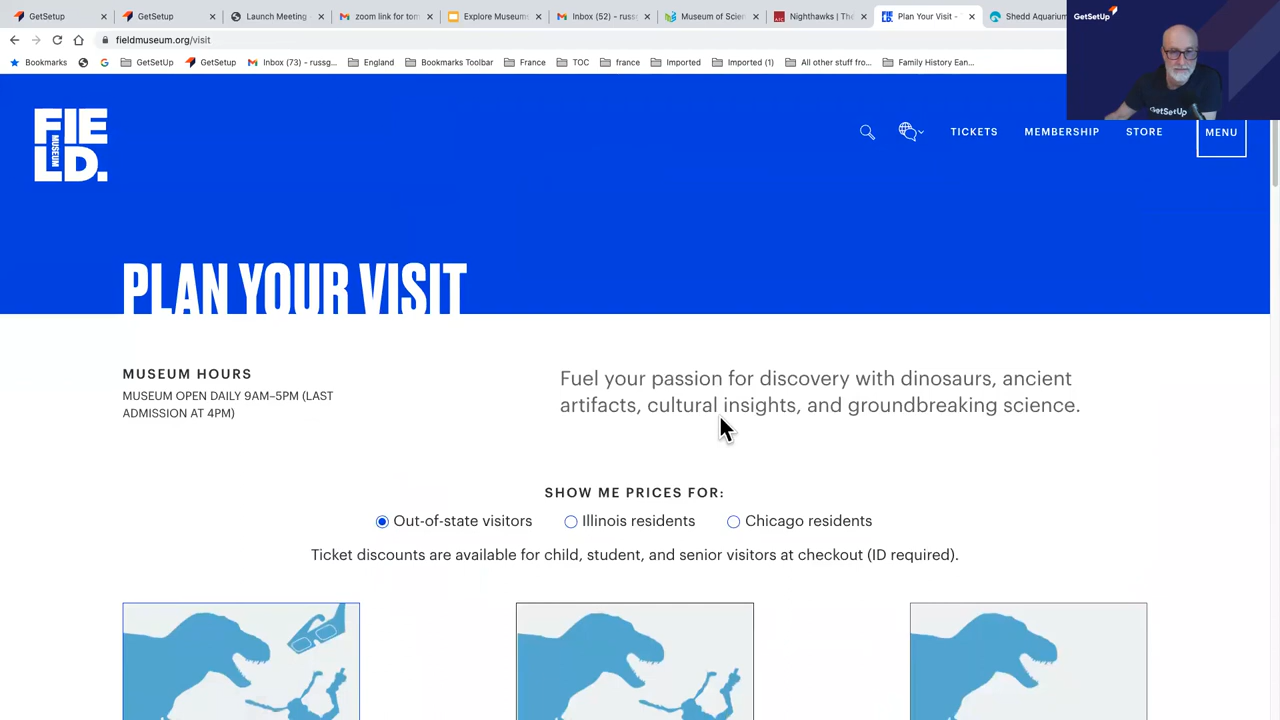 GetSetup
GetSetup
Launch Meeting -
zoom link for tom
Explore Museums
Inbox (52) - russg
Museum of Scien
Nighthawks | The
Plan Your Visit -
Shedd Aquarium
GetSetUp
fieldmuseum.org/visit
Bookmarks
GetSetUp
GetSetup
Inbox (73) - russg...
England
Bookmarks Toolbar
France
TOC
france
Imported
Imported (1)
All other stuff fro...
Family History Ean...
GetSetUp
FIELD.
MUSEUM
TICKETS
MEMBERSHIP
STORE
MENU
PLAN YOUR VISIT
MUSEUM HOURS
MUSEUM OPEN DAILY 9AM–5PM (LAST
ADMISSION AT 4PM)
Fuel your passion for discovery with dinosaurs, ancient
artifacts, cultural insights, and groundbreaking science.
SHOW ME PRICES FOR:
Out-of-state visitors
Illinois residents
Chicago residents
Ticket discounts are available for child, student, and senior visitors at checkout (ID required).